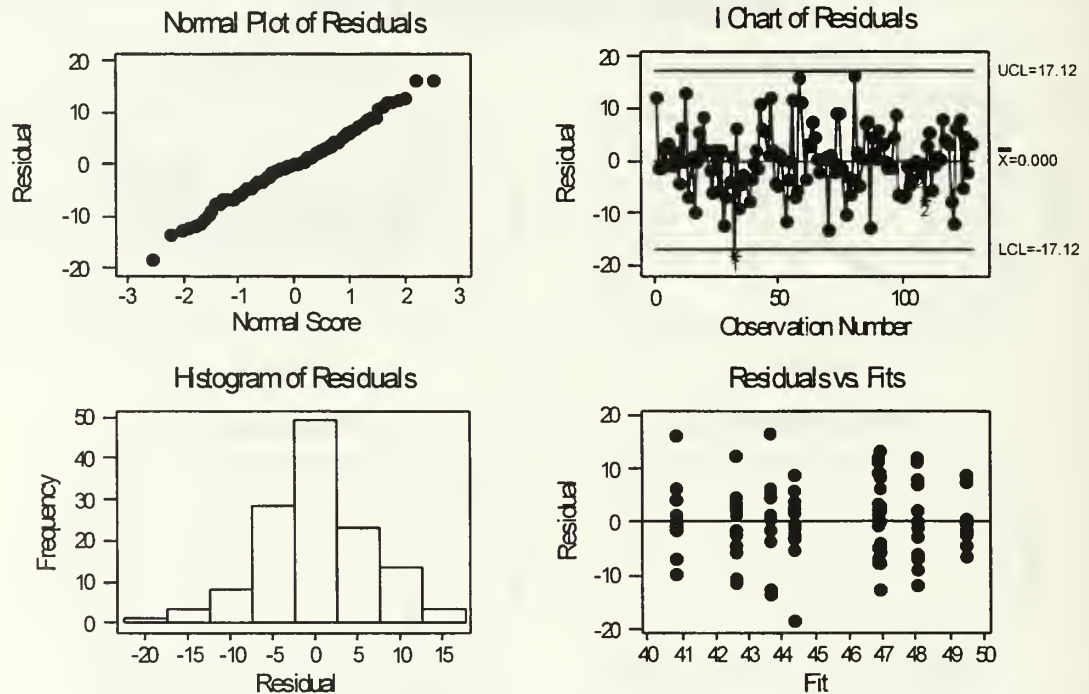 Normal Plot of Residuals
20
10
0
-10
-20
Residual
-3 -2 -1 0 1 2 3
Normal Score
I Chart of Residuals
20
10
0
-10
-20
Residual
UCL=17.12
X=0.000
LCL=-17.12
2
0 50 100
Observation Number
Histogram of Residuals
50
40
30
20
10
0
Frequency
-20 -15 -10 -5 0 5 10 15
Residual
Residuals vs. Fits
20
10
0
-10
-20
Residual
40 41 42 43 44 45 46 47 48 49 50
Fit